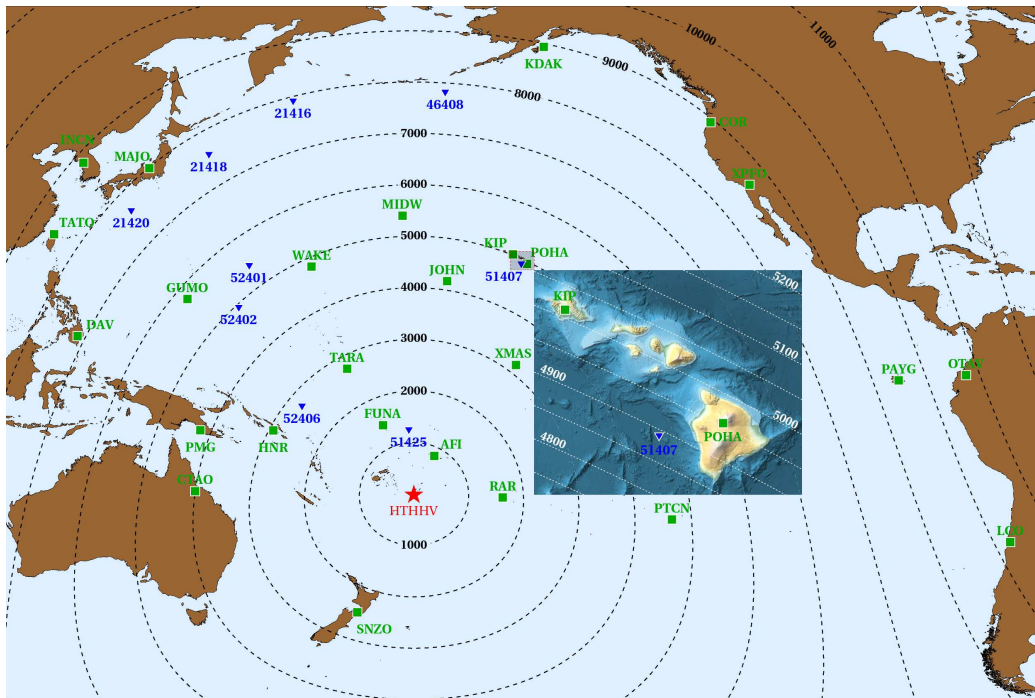 10000
11000
KDAK
9000
8000
46408
21416
COR
7000
INCN
MAJO
21418
XPFO
6000
MIDW
21420
TATO
5000
KIP
POHA
WAKE
52401
JOHN
51407
5200
GUMO
4000
KIP
52402
DAV
3000
5100
TARA
XMAS
4900
PAYG
OTAV
2000
52406
FUNA
5000
PMG
HNR
51425
AFI
4800
51407
POHA
CTAO
RAR
HTHHV
PTCN
LCO
1000
SNZO